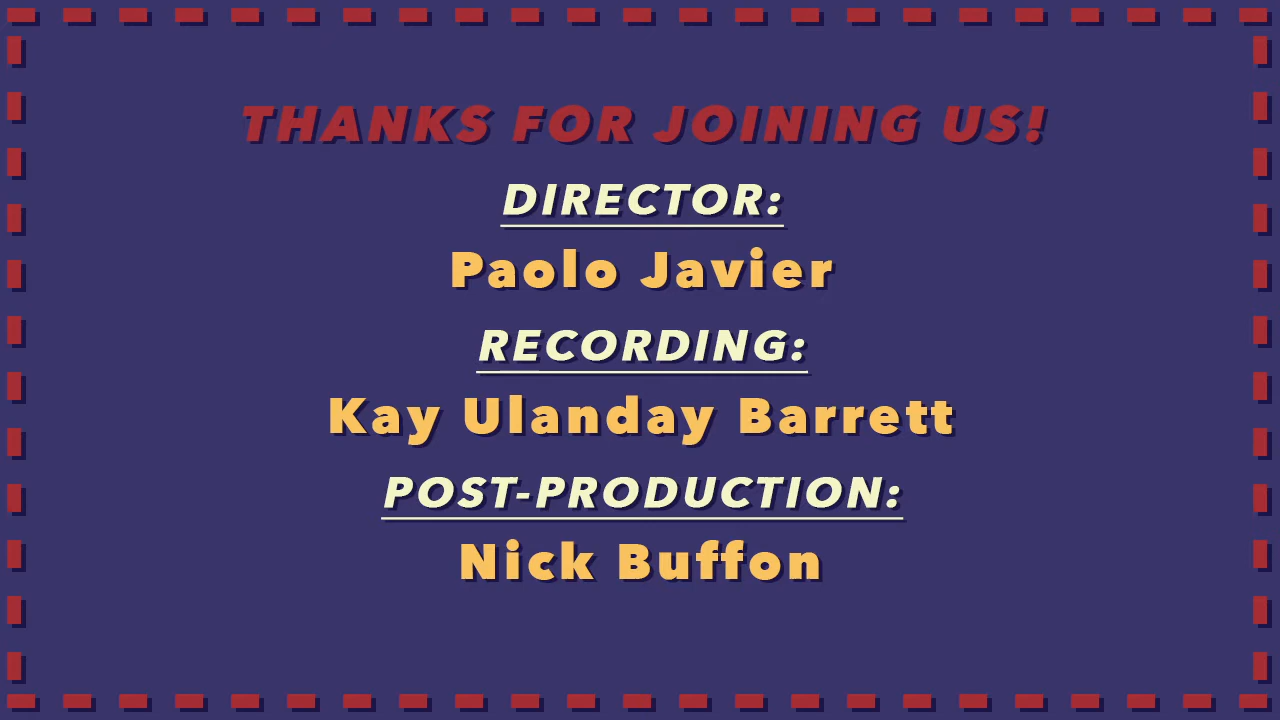 THANKS FOR JOINING US!
DIRECTOR:
Paolo Javier
RECORDING:
Kay Ulanday Barrett
POST-PRODUCTION:
Nick Buffon